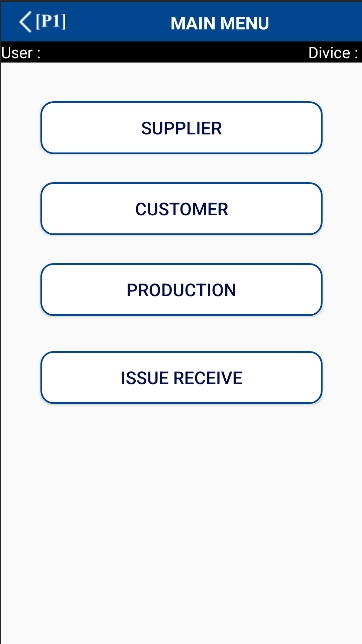 [P1] MAIN MENU
User : Divice :
SUPPLIER
CUSTOMER
PRODUCTION
ISSUE RECEIVE